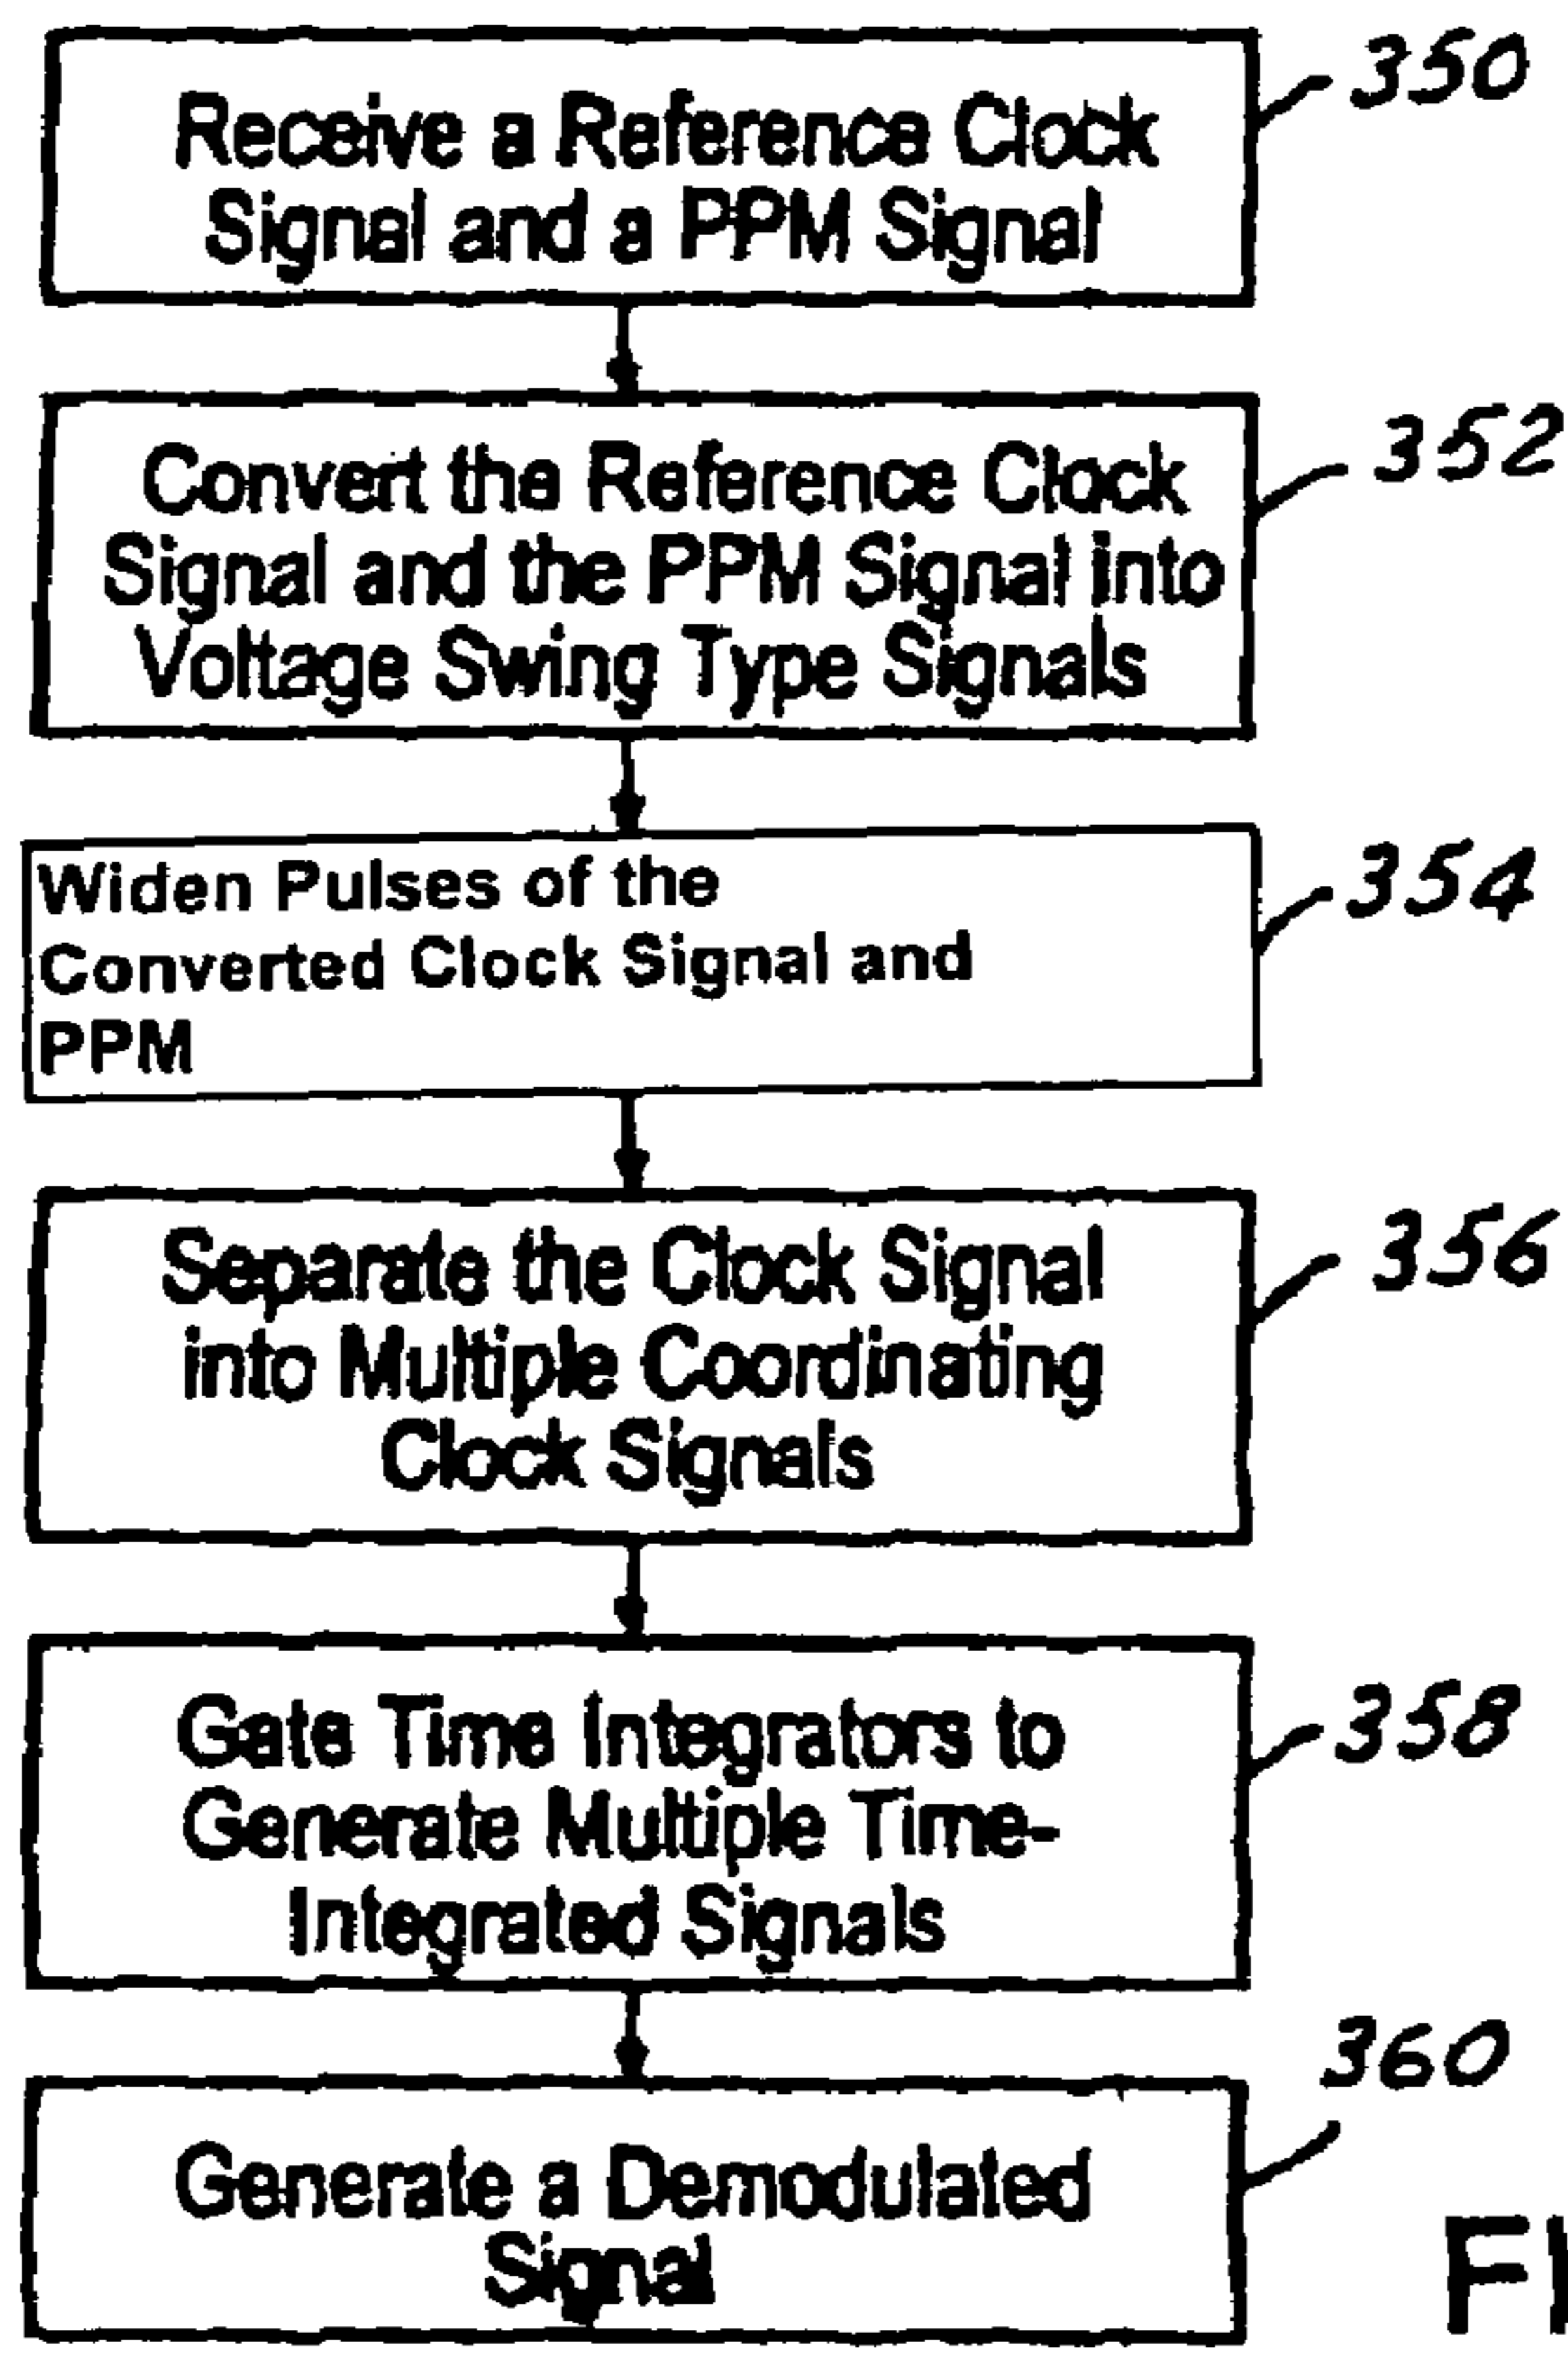 Receive a Reference Clock
Signal and a PPM Signal
350
Convert the Reference Clock
Signal and the PPM Signal into
Voltage Swing Type Signals
352
Widen Pulses of the
Converted Clock Signal and
PPM
354
Separate the Clock Signal
into Multiple Coordinating
Clock Signals
356
Gate Time Integrators to
Generate Multiple Time-
Integrated Signals
358
Generate a Demodulated
Signal
360